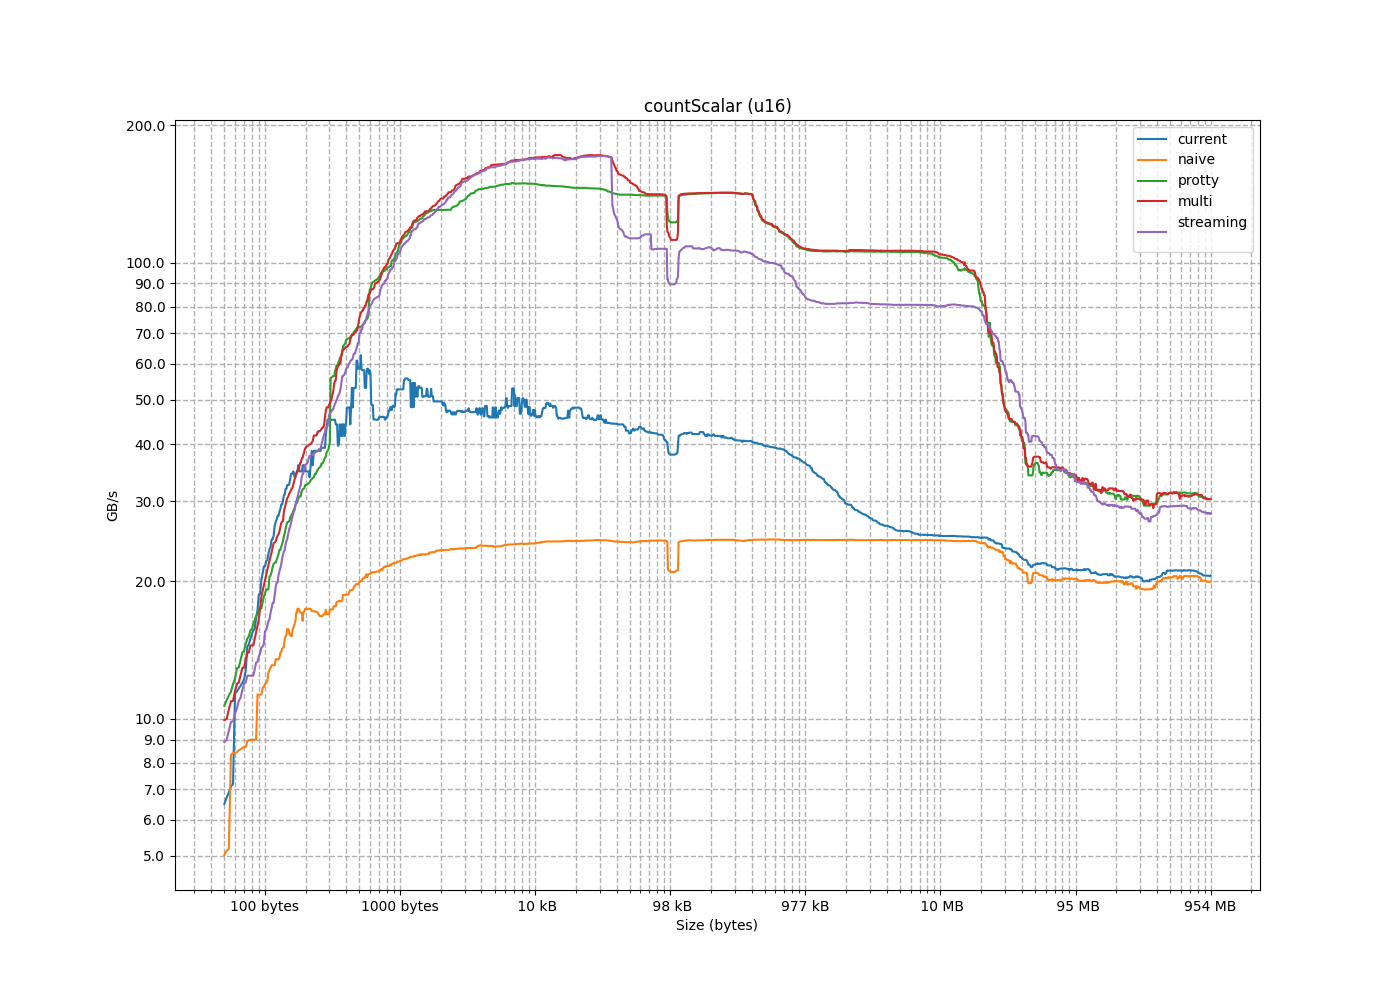 countScalar (u16)
200.0
100.0
90.0
80.0
70.0
60.0
50.0
40.0
30.0
20.0
10.0
9.0
8.0
7.0
6.0
5.0
GB/s
current
naive
protty
multi
streaming
100 bytes
1000 bytes
10 kB
98 kB
977 kB
10 MB
95 MB
954 MB
Size (bytes)